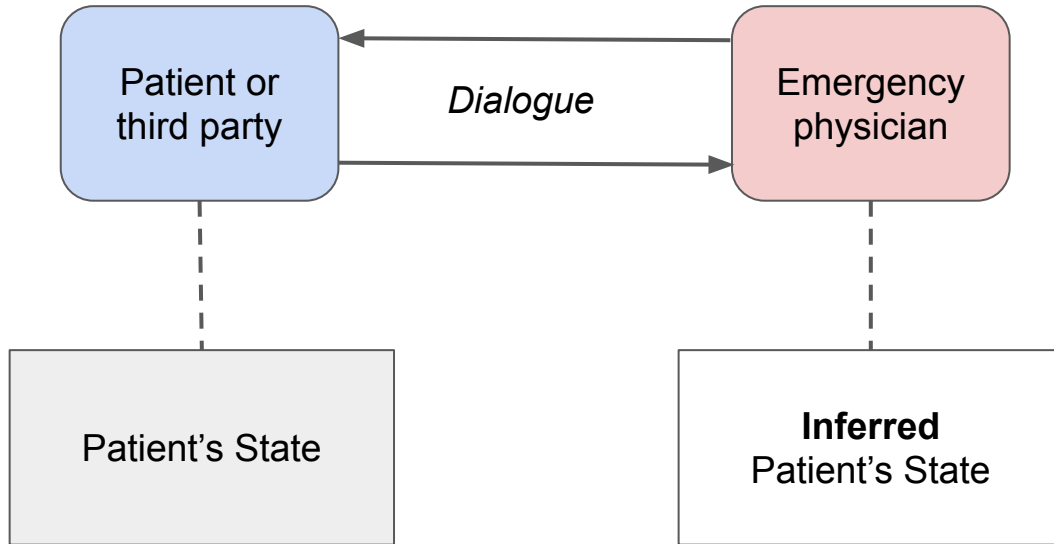 Patient or
third party
Dialogue
Emergency
physician
Patient’s State
Inferred
Patient’s State